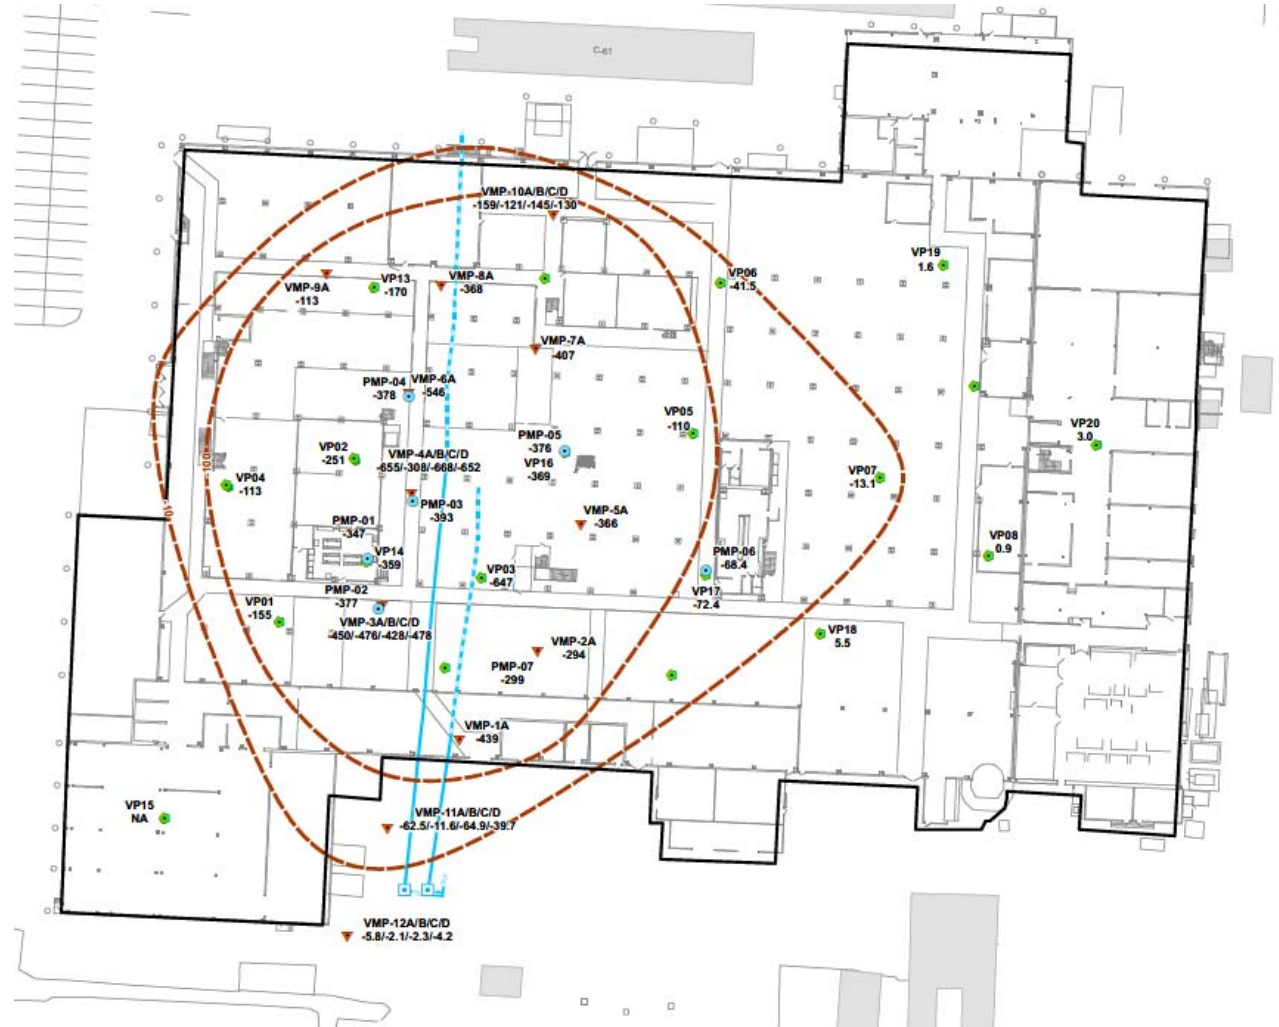 C-61
VMP-10A/B/C/D
-159/-121/-145/-130
VP19
1.6
VP06
-41.5
VMP-8A
-368
VP13
-170
VMP-9A
-113
VMP-7A
-407
PMP-04
-378
VMP-6A
-546
VP05
-110
VP20
3.0
PMP-05
-376
VP16
-369
VP02
-251
VMP-4A/B/C/D
-655/-308/-668/-652
-100
VP04
-113
VP07
-13.1
PMP-03
-393
-10
VMP-5A
-366
PMP-01
-347
VP14
-359
VP08
0.9
PMP-06
-68.4
VP03
-647
VP17
-72.4
PMP-02
-377
VP01
-155
VMP-3A/B/C/D
-450/-476/-428/-478
VP18
5.5
VMP-2A
-294
PMP-07
-299
VMP-1A
-439
VP15
NA
VMP-11A/B/C/D
-62.5/-11.6/-64.9/-39.7
VMP-12A/B/C/D
-5.8/-2.1/-2.3/-4.2